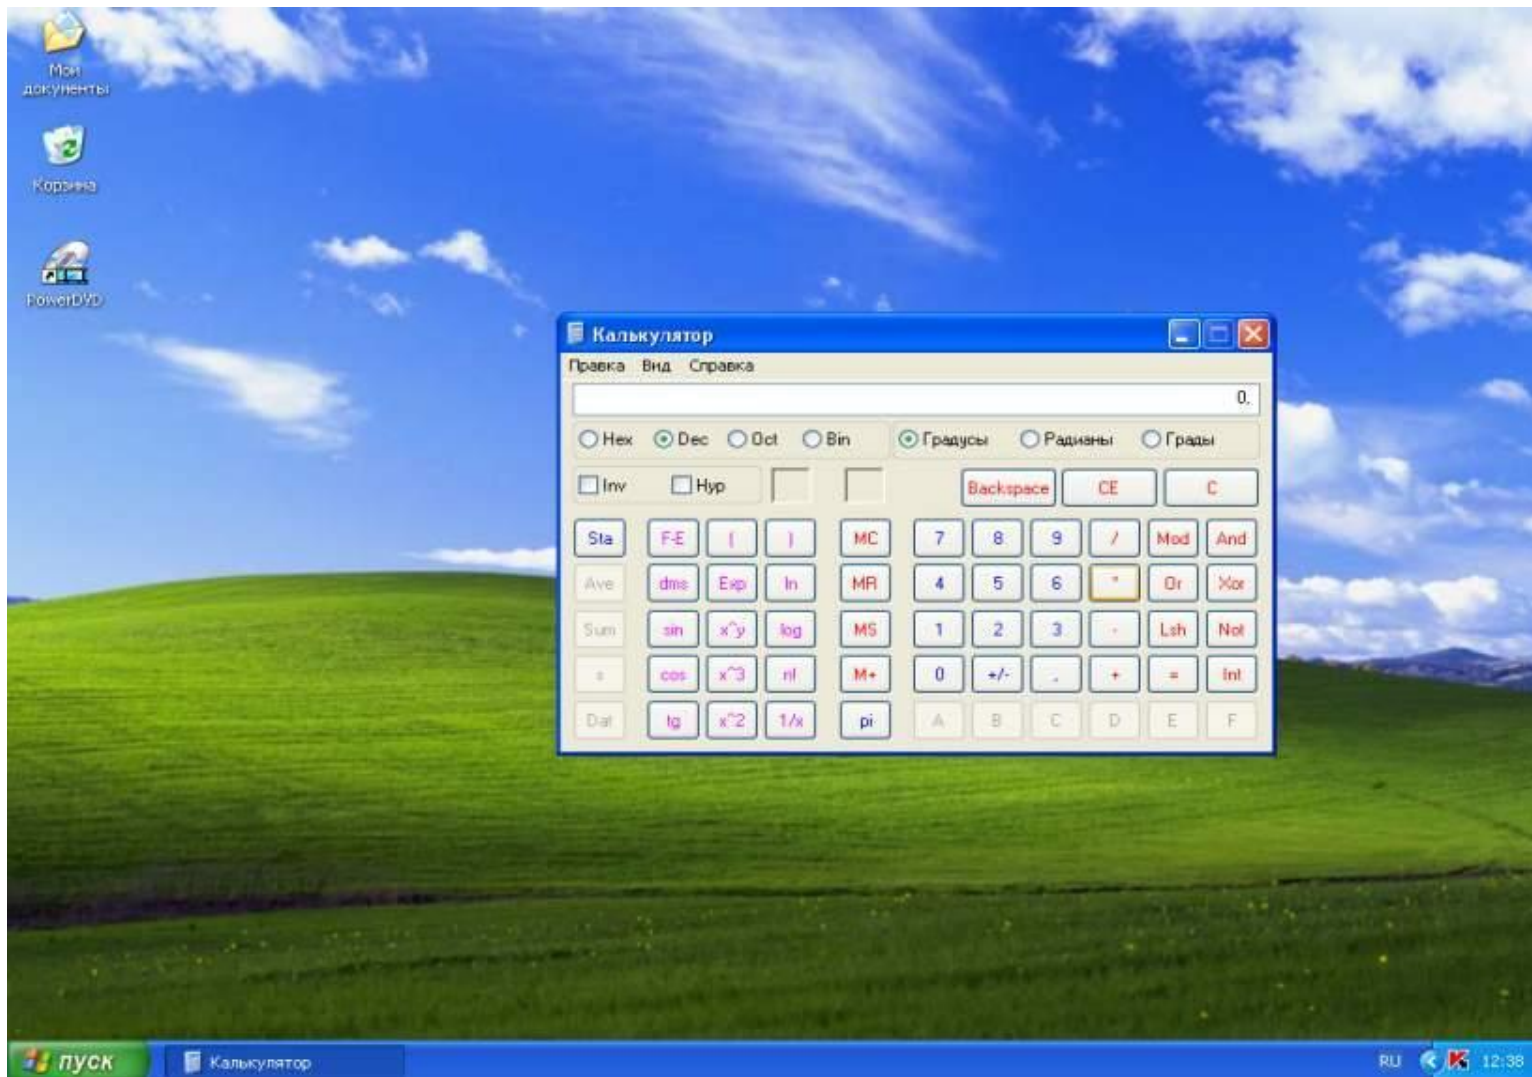 Мои
документы
Корзина
PowerDVD
Калькулятор
Правка Вид Справка
0,
Hex Dec Oct Bin Градусы Радианы Грады
Inv Hyp Backspace CE C
Sta F-E ( ) MC 7 8 9 / Mod And
Ave dms Exp ln MR 4 5 6 * Or Xor
Sum sin x^y log MS 1 2 3 - Lsh Not
s cos x^3 n! M+ 0 +/- , + = Int
Dat tg x^2 1/x pi A B C D E F
пуск Калькулятор RU 12:38